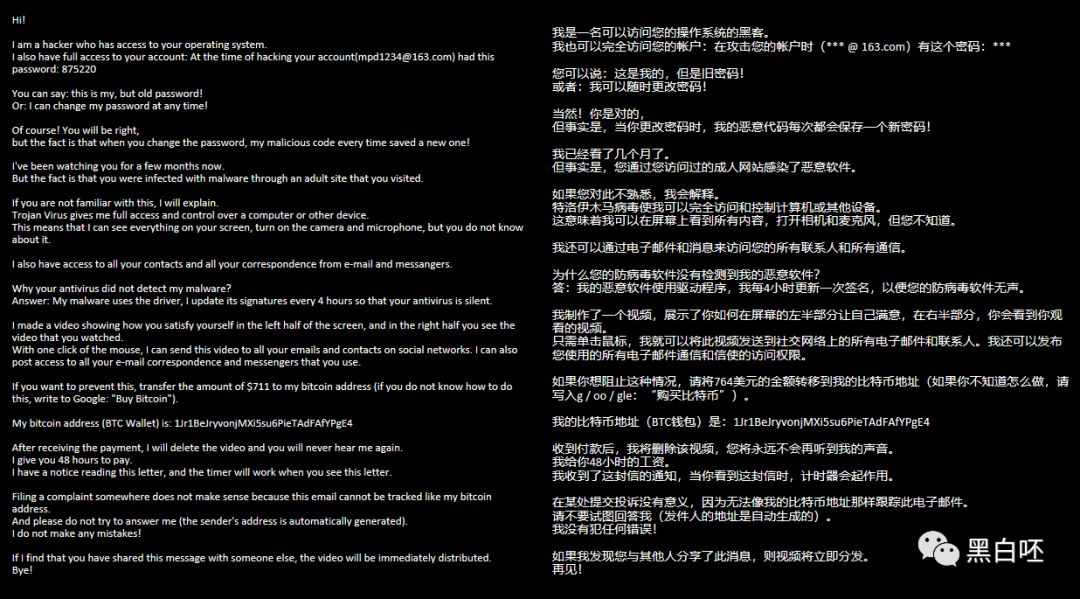 Hi!
I am a hacker who has access to your operating system.
I also have full access to your account: At the time of hacking your account(mpd1234@163.com) had this
password: 875220
You can say: this is my, but old password!
Or: I can change my password at any time!
Of course! You will be right,
but the fact is that when you change the password, my malicious code every time saved a new one!
I've been watching you for a few months now.
But the fact is that you were infected with malware through an adult site that you visited.
If you are not familiar with this, I will explain.
Trojan Virus gives me full access and control over a computer or other device.
This means that I can see everything on your screen, turn on the camera and microphone, but you do not know
about it.
I also have access to all your contacts and all your correspondence from e-mail and messangers.
Why your antivirus did not detect my malware?
Answer: My malware uses the driver, I update its signatures every 4 hours so that your antivirus is silent.
I made a video showing how you satisfy yourself in the left half of the screen, and in the right half you see the
video that you watched.
With one click of the mouse, I can send this video to all your emails and contacts on social networks. I can also
post access to all your e-mail correspondence and messengers that you use.
If you want to prevent this, transfer the amount of $711 to my bitcoin address (if you do not know how to do
this, write to Google: "Buy Bitcoin").
My bitcoin address (BTC Wallet) is: 1Jr1BeJryvonjMXi5su6PieTAdFAfYPgE4
After receiving the payment, I will delete the video and you will never hear me again.
I give you 48 hours to pay.
I have a notice reading this letter, and the timer will work when you see this letter.
Filing a complaint somewhere does not make sense because this email cannot be tracked like my bitcoin
address.
And please do not try to answer me (the sender's address is automatically generated).
I do not make any mistakes!
If I find that you have shared this message with someone else, the video will be immediately distributed.
Bye!
我是一名可以访问您的操作系统的黑客。
我也可以完全访问您的帐户：在攻击您的帐户时（*** @ 163.com）有这个密码：***
您可以说：这是我的，但是旧密码！
或者：我可以随时更改密码！
当然！你是对的，
但事实是，当你更改密码时，我的恶意代码每次都会保存一个新密码！
我已经看了几个月了。
但事实是，您通过您访问过的成人网站感染了恶意软件。
如果您对此不熟悉，我会解释。
特洛伊木马病毒使我可以完全访问和控制计算机或其他设备。
这意味着我可以在屏幕上看到所有内容，打开相机和麦克风，但您不知道。
我还可以通过电子邮件和消息来访问您的所有联系人和所有通信。
为什么您的防病毒软件没有检测到我的恶意软件？
答：我的恶意软件使用驱动程序，我每4小时更新一次签名，以便您的防病毒软件无声。
我制作了一个视频，展示了你如何在屏幕的左半部分让自己满意，在右半部分，你会看到你观
看的视频。
只需单击鼠标，我就可以将此视频发送到社交网络上的所有电子邮件和联系人。我还可以发布
您使用的所有电子邮件通信和信使的访问权限。
如果你想阻止这种情况，请将764美元的金额转移到我的比特币地址（如果你不知道怎么做，请
写入g / oo / gle：“购买比特币”）。
我的比特币地址（BTC钱包）是：1Jr1BeJryvonjMXi5su6PieTAdFAfYPgE4
收到付款后，我将删除该视频，您将永远不会再听到我的声音。
我给你48小时的工资。
我收到了这封信的通知，当你看到这封信时，计时器会起作用。
在某处提交投诉没有意义，因为无法像我的比特币地址那样跟踪此电子邮件。
请不要试图回答我（发件人的地址是自动生成的）。
我没有犯任何错误！
如果我发现您与其他人分享了此消息，则视频将立即分发。
再见！
黑白呸